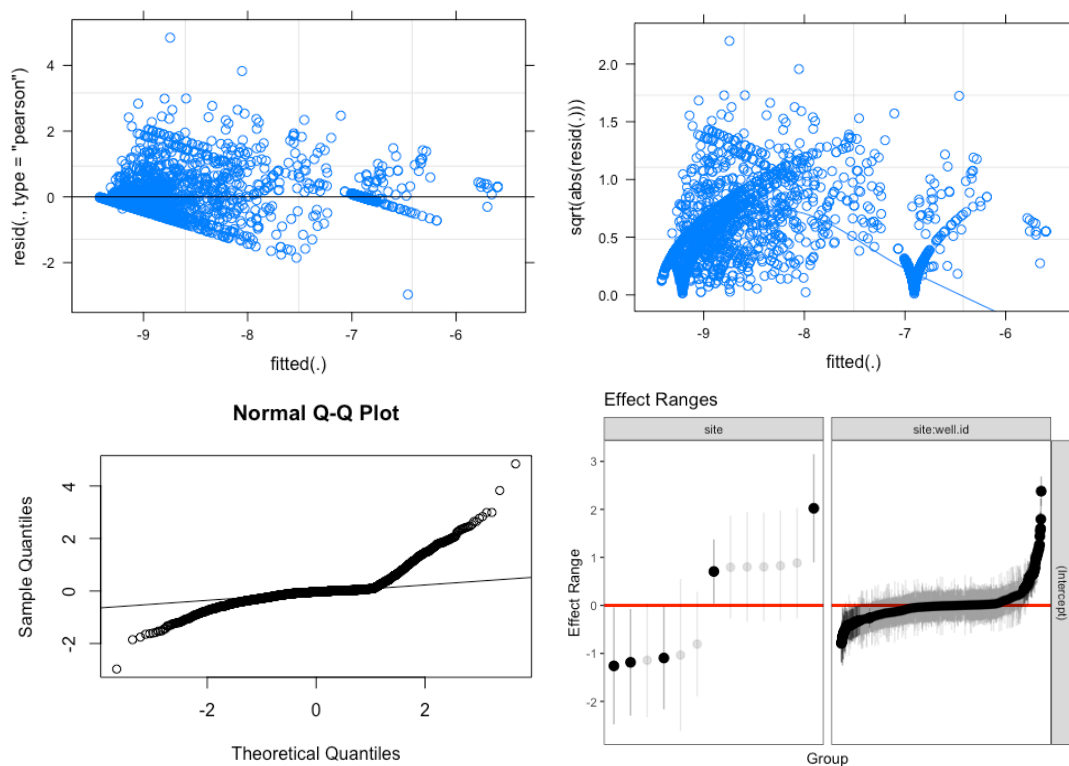 resid(., type = "pearson")
4
2
0
-2
-9
-8
-7
-6
fitted(.)
sqrt(abs(resid(.)))
2.0
1.5
1.0
0.5
0.0
-9
-8
-7
-6
fitted(.)
Normal Q-Q Plot
Sample Quantiles
4
2
0
-2
-2
0
2
Theoretical Quantiles
Effect Ranges
site
site:well.id
Effect Range
3
2
1
0
-1
-2
(Intercept)
Group